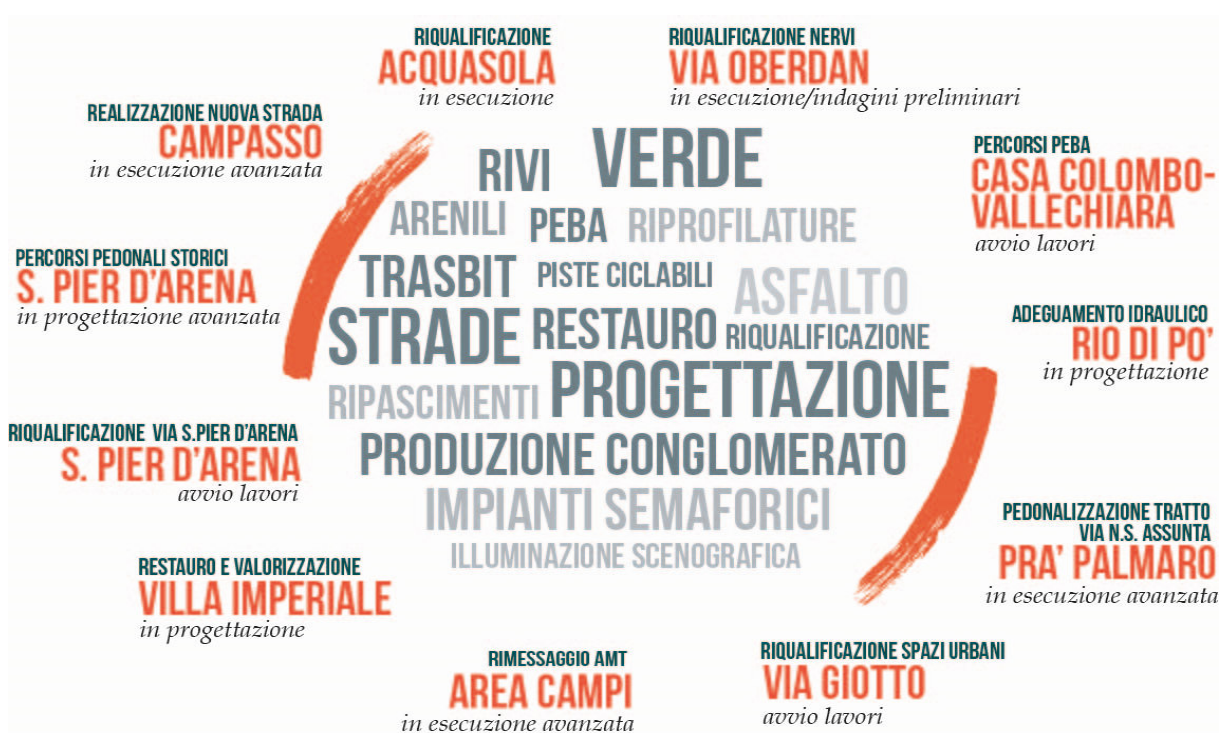 RIQUALIFICAZIONE
ACQUASOLA
in esecuzione
RIQUALIFICAZIONE NERVI
VIA OBERDAN
in esecuzione/indagini preliminari
REALIZZAZIONE NUOVA STRADA
CAMPASSO
in esecuzione avanzata
PERCORSI PEBA
CASA COLOMBO-
VALLECHIARA
avvio lavori
PERCORSI PEDONALI STORICI
S. PIER D'ARENA
in progettazione avanzata
ADEGUAMENTO IDRAULICO
RIO DI PO'
in progettazione
RIVI VERDE
ARENILI PEBA RIPROFILATURE
TRASBIT PISTE CICLABILI ASFALTO
STRADE RESTAURO RIQUALIFICAZIONE
RIPASCIMENTI PROGETTAZIONE
PRODUZIONE CONGLOMERATO
IMPIANTI SEMAFORICI
ILLUMINAZIONE SCENOGRAFICA
RIQUALIFICAZIONE VIA S.PIER D'ARENA
S. PIER D'ARENA
avvio lavori
PEDONALIZZAZIONE TRATTO
VIA N.S. ASSUNTA
PRA' PALMARO
in esecuzione avanzata
RESTAURO E VALORIZZAZIONE
VILLA IMPERIALE
in progettazione
RIMESSAGGIO AMT
AREA CAMPI
in esecuzione avanzata
RIQUALIFICAZIONE SPAZI URBANI
VIA GIOTTO
avvio lavori